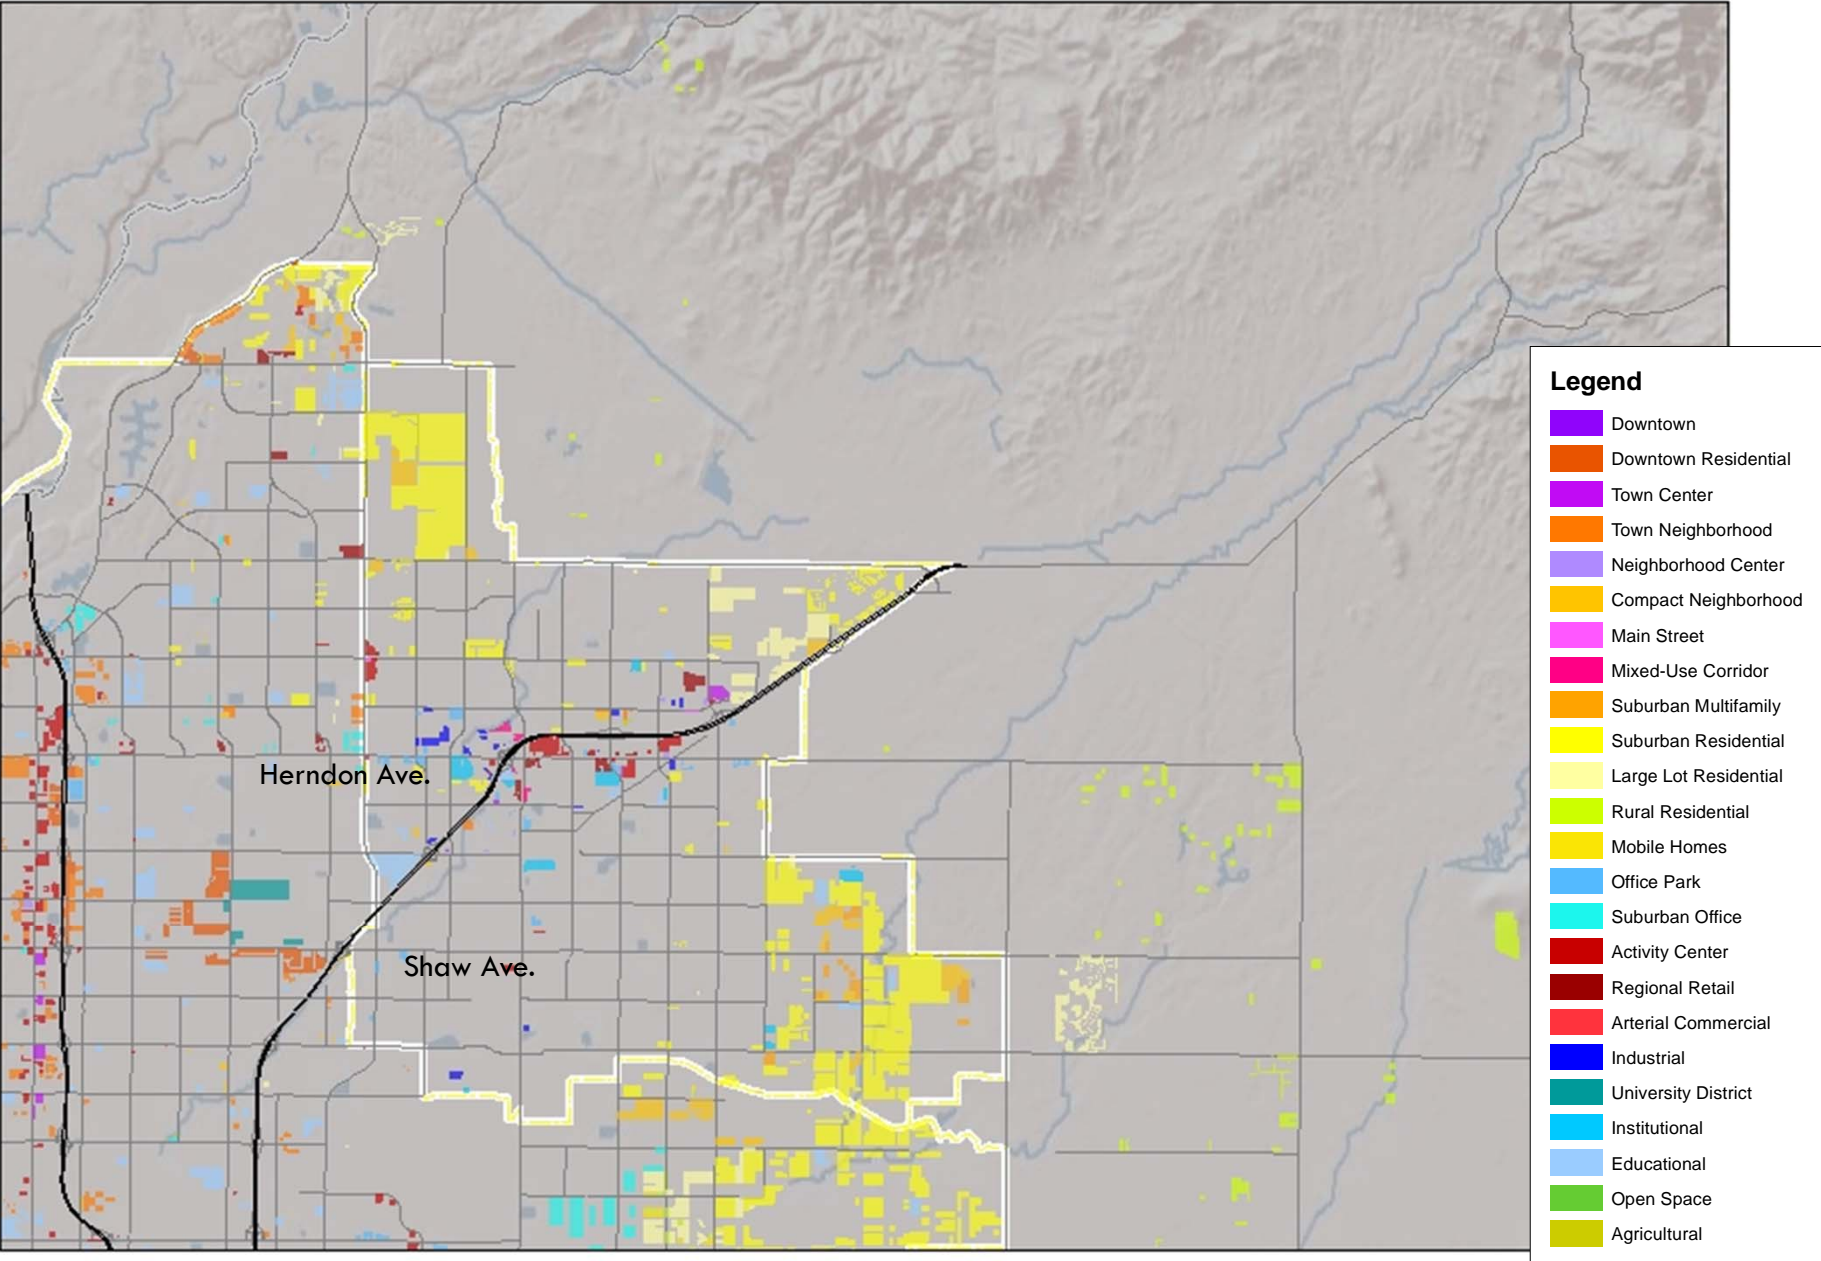 Herndon Ave.
Shaw Ave.
Legend
Downtown
Downtown Residential
Town Center
Town Neighborhood
Neighborhood Center
Compact Neighborhood
Main Street
Mixed-Use Corridor
Suburban Multifamily
Suburban Residential
Large Lot Residential
Rural Residential
Mobile Homes
Office Park
Suburban Office
Activity Center
Regional Retail
Arterial Commercial
Industrial
University District
Institutional
Educational
Open Space
Agricultural